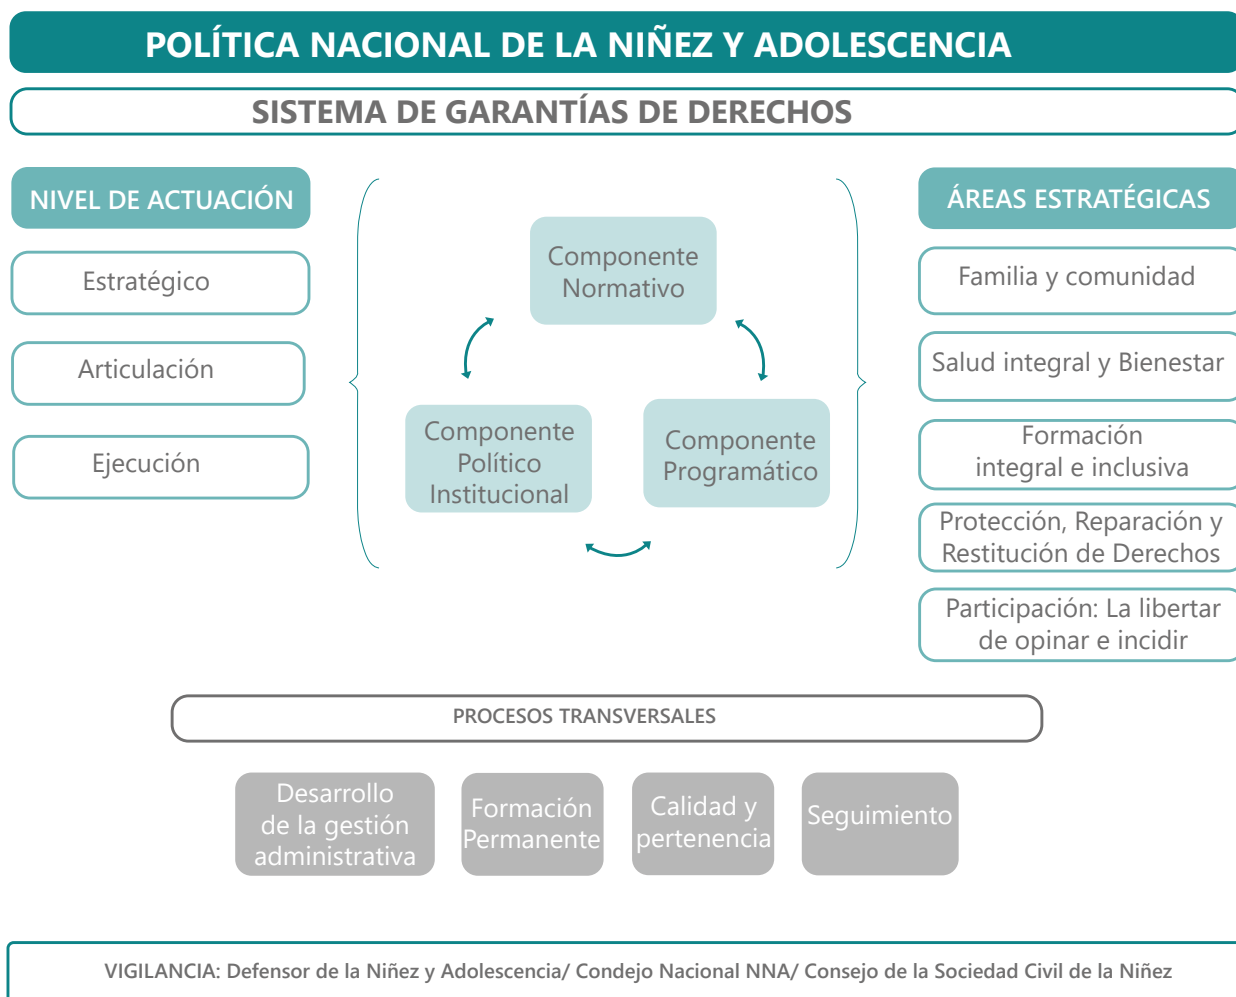 POLÍTICA NACIONAL DE LA NIÑEZ Y ADOLESCENCIA
SISTEMA DE GARANTÍAS DE DERECHOS
NIVEL DE ACTUACIÓN
Estratégico
Articulación
Ejecución
Componente
Normativo
Componente
Político
Institucional
Componente
Programático
ÁREAS ESTRATÉGICAS
Familia y comunidad
Salud integral y Bienestar
Formación
integral e inclusiva
Protección, Reparación y
Restitución de Derechos
Participación: La libertar
de opinar e incidir
PROCESOS TRANSVERSALES
Desarrollo
de la gestión
administrativa
Formación
Permanente
Calidad y
pertenencia
Seguimiento
VIGILANCIA: Defensor de la Niñez y Adolescencia/ Condejo Nacional NNA/ Consejo de la Sociedad Civil de la Niñez